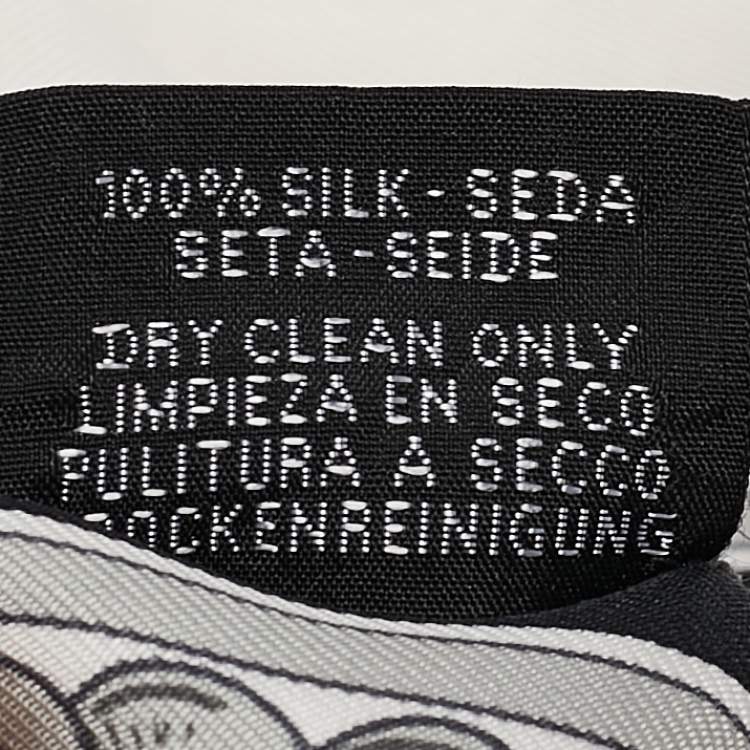 100% SILK - SEDA
SETA - SEIDE
DRY CLEAN ONLY
LIMPIEZA EN SECO
PULITURA A SECCO